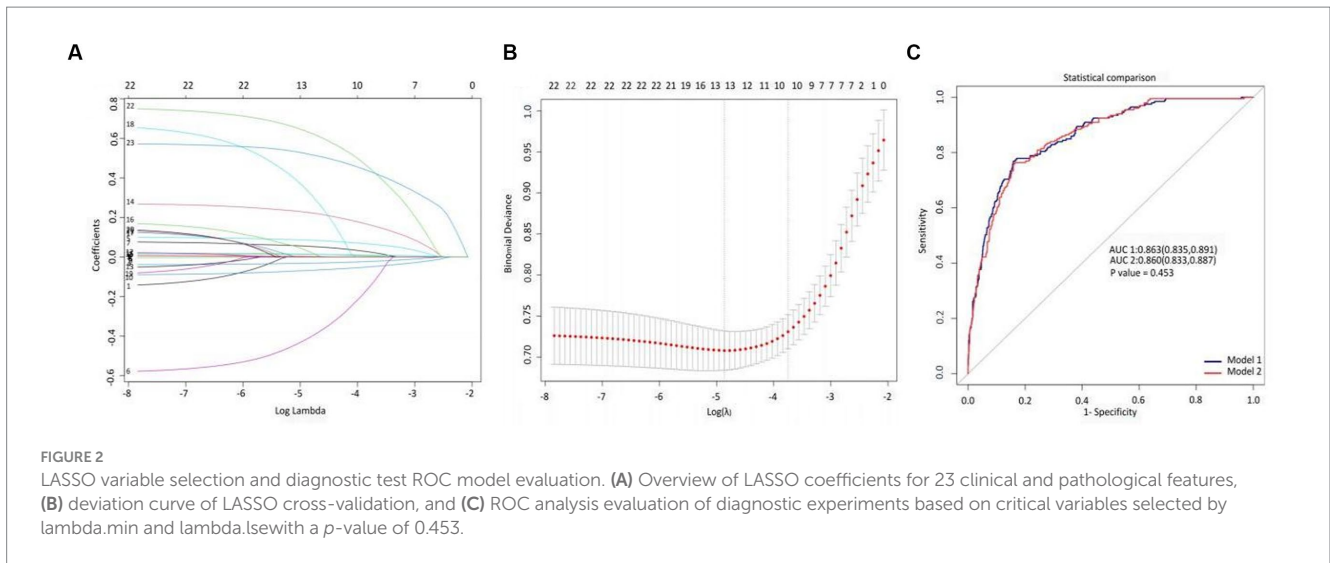 A
22 22 22 13 10 7 0
0.8
0.6
0.4
0.2
0.0
-0.2
-0.4
-0.6
Coefficients
22
18
23
14
16
7
10
1
6
-8 -7 -6 -5 -4 -3 -2
Log Lambda
B
22 22 22 22 22 22 22 21 19 16 13 13 12 11 10 10 9 7 7 7 7 2 1 0
1.00
0.95
0.90
0.85
0.80
0.75
0.70
Binomial Deviance
-8 -7 -6 -5 -4 -3 -2
Log(λ)
C
Statistical comparison
1.0
0.8
0.6
0.4
0.2
0.0
Sensitivity
AUC 1:0.863(0.835,0.891)
AUC 2:0.860(0.833,0.887)
P value = 0.453
Model 1
Model 2
0.0 0.2 0.4 0.6 0.8 1.0
1- Specificity
FIGURE 2
LASSO variable selection and diagnostic test ROC model evaluation. (A) Overview of LASSO coefficients for 23 clinical and pathological features,
(B) deviation curve of LASSO cross-validation, and (C) ROC analysis evaluation of diagnostic experiments based on critical variables selected by
lambda.min and lambda.lsewith a p-value of 0.453.